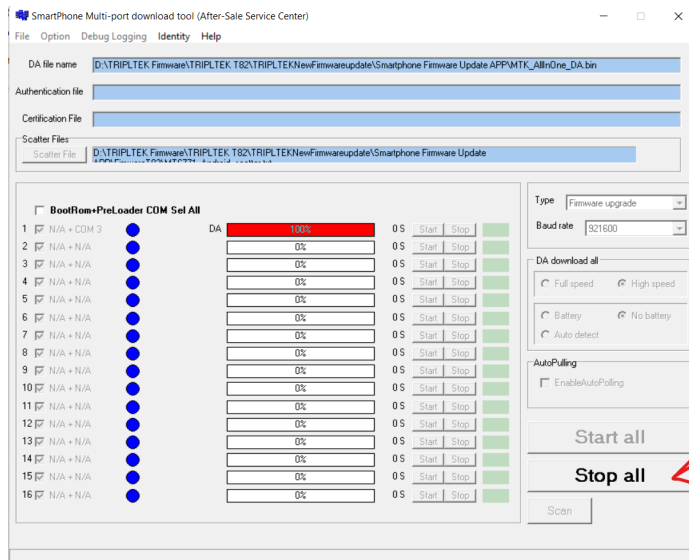 SmartPhone Multi-port download tool (After-Sale Service Center)
File Option Debug Logging Identity Help
DA file name D:\TRIPLTEK Firmware\TRIPLTEK T82\TRIPLTEKNewFirmwareupdate\Smartphone Firmware Update APP\MTK_AllInOne_DA.bin
Authentication file
Certification File
Scatter Files
Scatter File D:\TRIPLTEK Firmware\TRIPLTEK T82\TRIPLTEKNewFirmwareupdate\Smartphone Firmware Update
BootRom+PreLoader COM Sel All
1 N/A + COM 3 DA 100% 0 S Start Stop
2 N/A + N/A 0% 0 S Start Stop
3 N/A + N/A 0% 0 S Start Stop
4 N/A + N/A 0% 0 S Start Stop
5 N/A + N/A 0% 0 S Start Stop
6 N/A + N/A 0% 0 S Start Stop
7 N/A + N/A 0% 0 S Start Stop
8 N/A + N/A 0% 0 S Start Stop
9 N/A + N/A 0% 0 S Start Stop
10 N/A + N/A 0% 0 S Start Stop
11 N/A + N/A 0% 0 S Start Stop
12 N/A + N/A 0% 0 S Start Stop
13 N/A + N/A 0% 0 S Start Stop
14 N/A + N/A 0% 0 S Start Stop
15 N/A + N/A 0% 0 S Start Stop
16 N/A + N/A 0% 0 S Start Stop
Type Firmware upgrade
Baud rate 921600
DA download all
Full speed High speed
Battery No battery
Auto detect
AutoPulling
EnableAutoPolling
Start all
Stop all
Scan